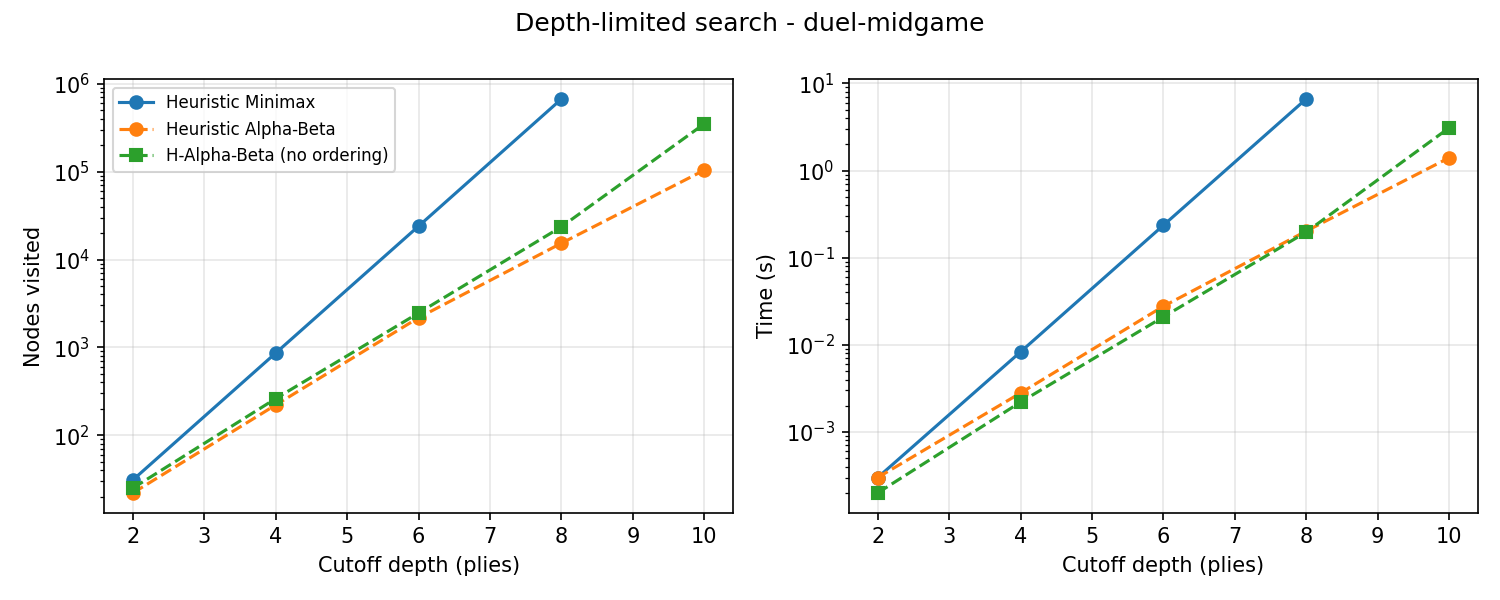 Depth-limited search - duel-midgame
Nodes visited
10^6
10^5
10^4
10^3
10^2
Heuristic Minimax
Heuristic Alpha-Beta
H-Alpha-Beta (no ordering)
2 3 4 5 6 7 8 9 10
Cutoff depth (plies)
Time (s)
10^1
10^0
10^-1
10^-2
10^-3
2 3 4 5 6 7 8 9 10
Cutoff depth (plies)